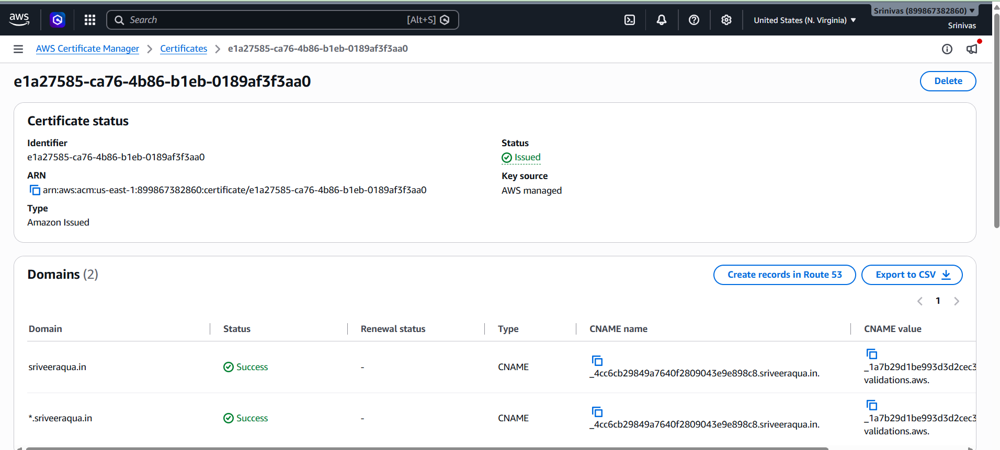 aws
Search [Alt+S]
United States (N. Virginia)
Srinivas (899867382860)
Srinivas
AWS Certificate Manager
Certificates
e1a27585-ca76-4b86-b1eb-0189af3f3aa0
e1a27585-ca76-4b86-b1eb-0189af3f3aa0
Delete
Certificate status
Identifier
e1a27585-ca76-4b86-b1eb-0189af3f3aa0
ARN
arn:aws:acm:us-east-1:899867382860:certificate/e1a27585-ca76-4b86-b1eb-0189af3f3aa0
Type
Amazon Issued
Status
Issued
Key source
AWS managed
Domains (2)
Create records in Route 53
Export to CSV
1
Domain Status Renewal status Type CNAME name CNAME value
sriveeraqua.in Success - CNAME _4cc6cb29849a7640f2809043e9e898c8.sriveeraqua.in. _1a7b29d1be993d3d2cec3
validations.aws.
*.sriveeraqua.in Success - CNAME _4cc6cb29849a7640f2809043e9e898c8.sriveeraqua.in. _1a7b29d1be993d3d2cec3
validations.aws.